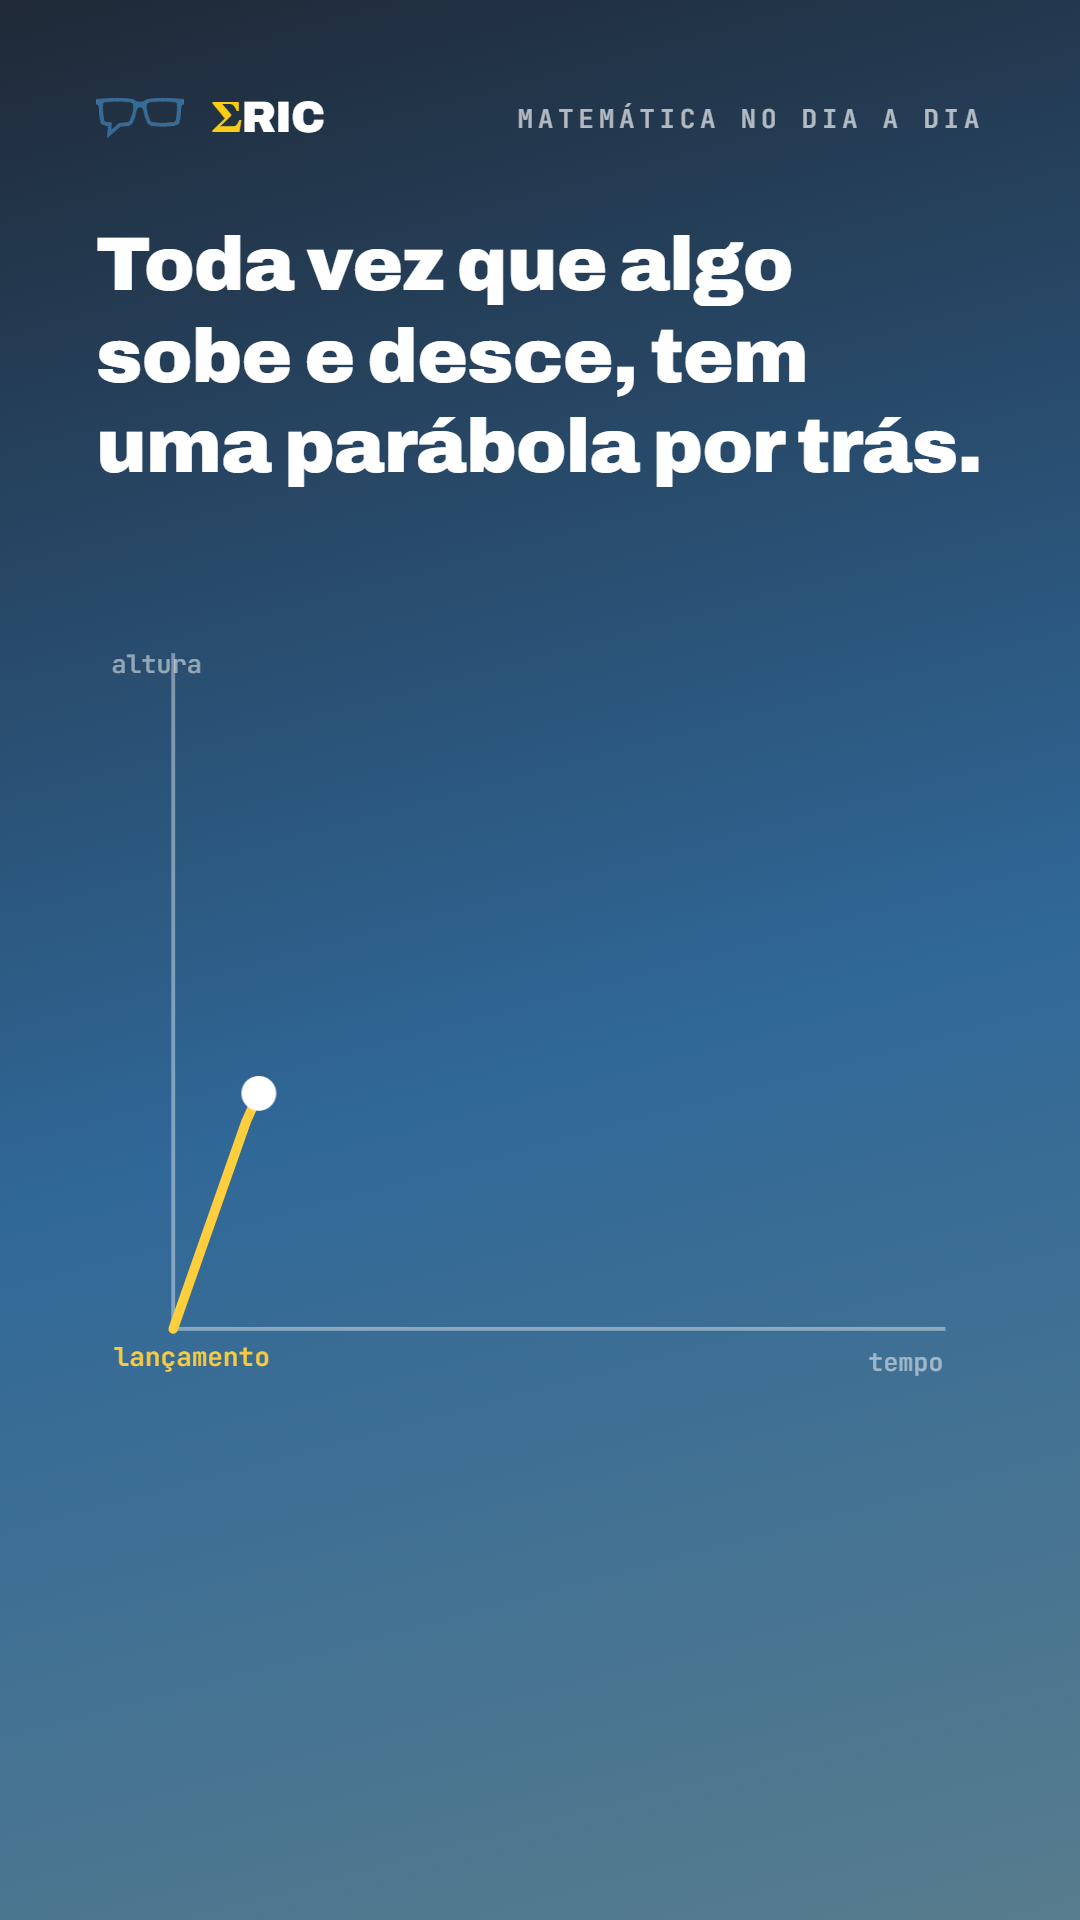 ΣRIC
MATEMÁTICA NO DIA A DIA
Toda vez que algo
sobe e desce, tem
uma parábola por trás.
altura
lançamento
tempo